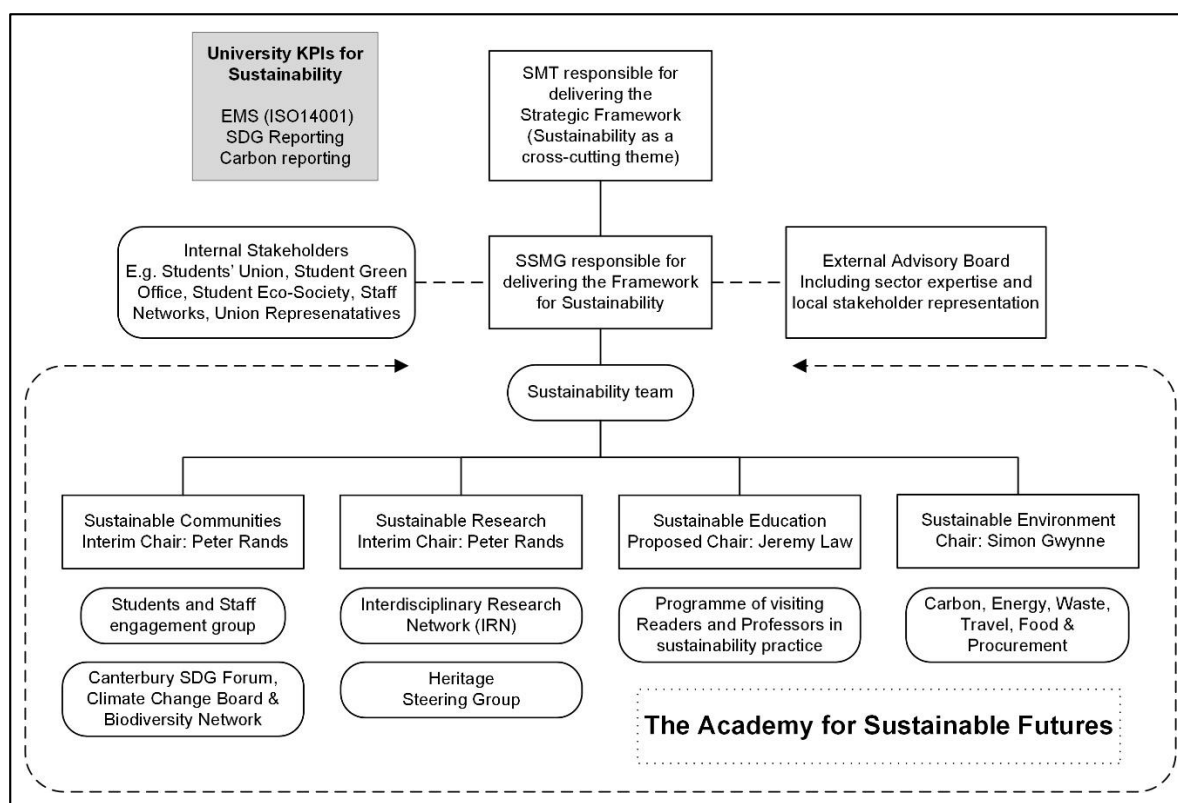 University KPIs for
Sustainability
EMS (ISO14001)
SDG Reporting
Carbon reporting
SMT responsible for
delivering the
Strategic Framework
(Sustainability as a
cross-cutting theme)
Internal Stakeholders
E.g. Students' Union, Student Green
Office, Student Eco-Society, Staff
Networks, Union Represenatatives
SSMG responsible for
delivering the Framework
for Sustainability
External Advisory Board
Including sector expertise and
local stakeholder representation
Sustainability team
Sustainable Communities
Interim Chair: Peter Rands
Sustainable Research
Interim Chair: Peter Rands
Sustainable Education
Proposed Chair: Jeremy Law
Sustainable Environment
Chair: Simon Gwynne
Students and Staff
engagement group
Interdisciplinary Research
Network (IRN)
Programme of visiting
Readers and Professors in
sustainability practice
Carbon, Energy, Waste,
Travel, Food &
Procurement
Canterbury SDG Forum,
Climate Change Board &
Biodiversity Network
Heritage
Steering Group
The Academy for Sustainable Futures